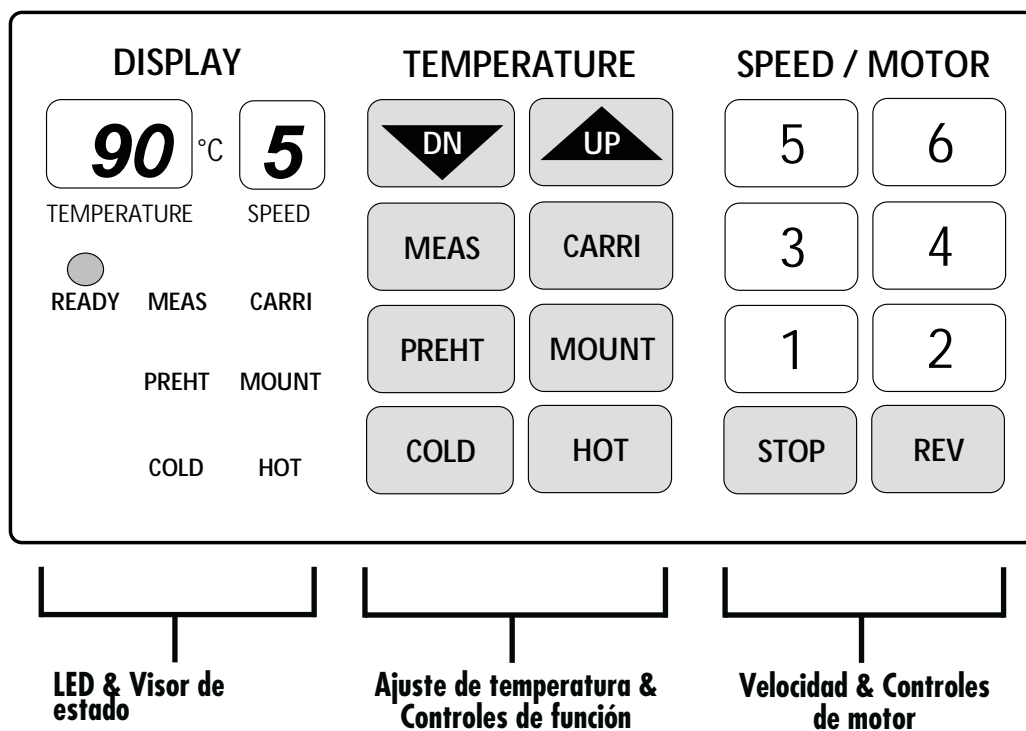 DISPLAY
90 °C 5
TEMPERATURE SPEED
READY MEAS CARRI
PREHT MOUNT
COLD HOT
TEMPERATURE
DN UP
MEAS CARRI
PREHT MOUNT
COLD HOT
SPEED / MOTOR
5 6
3 4
1 2
STOP REV
LED & Visor de
estado
Ajuste de temperatura &
Controles de función
Velocidad & Controles
de motor